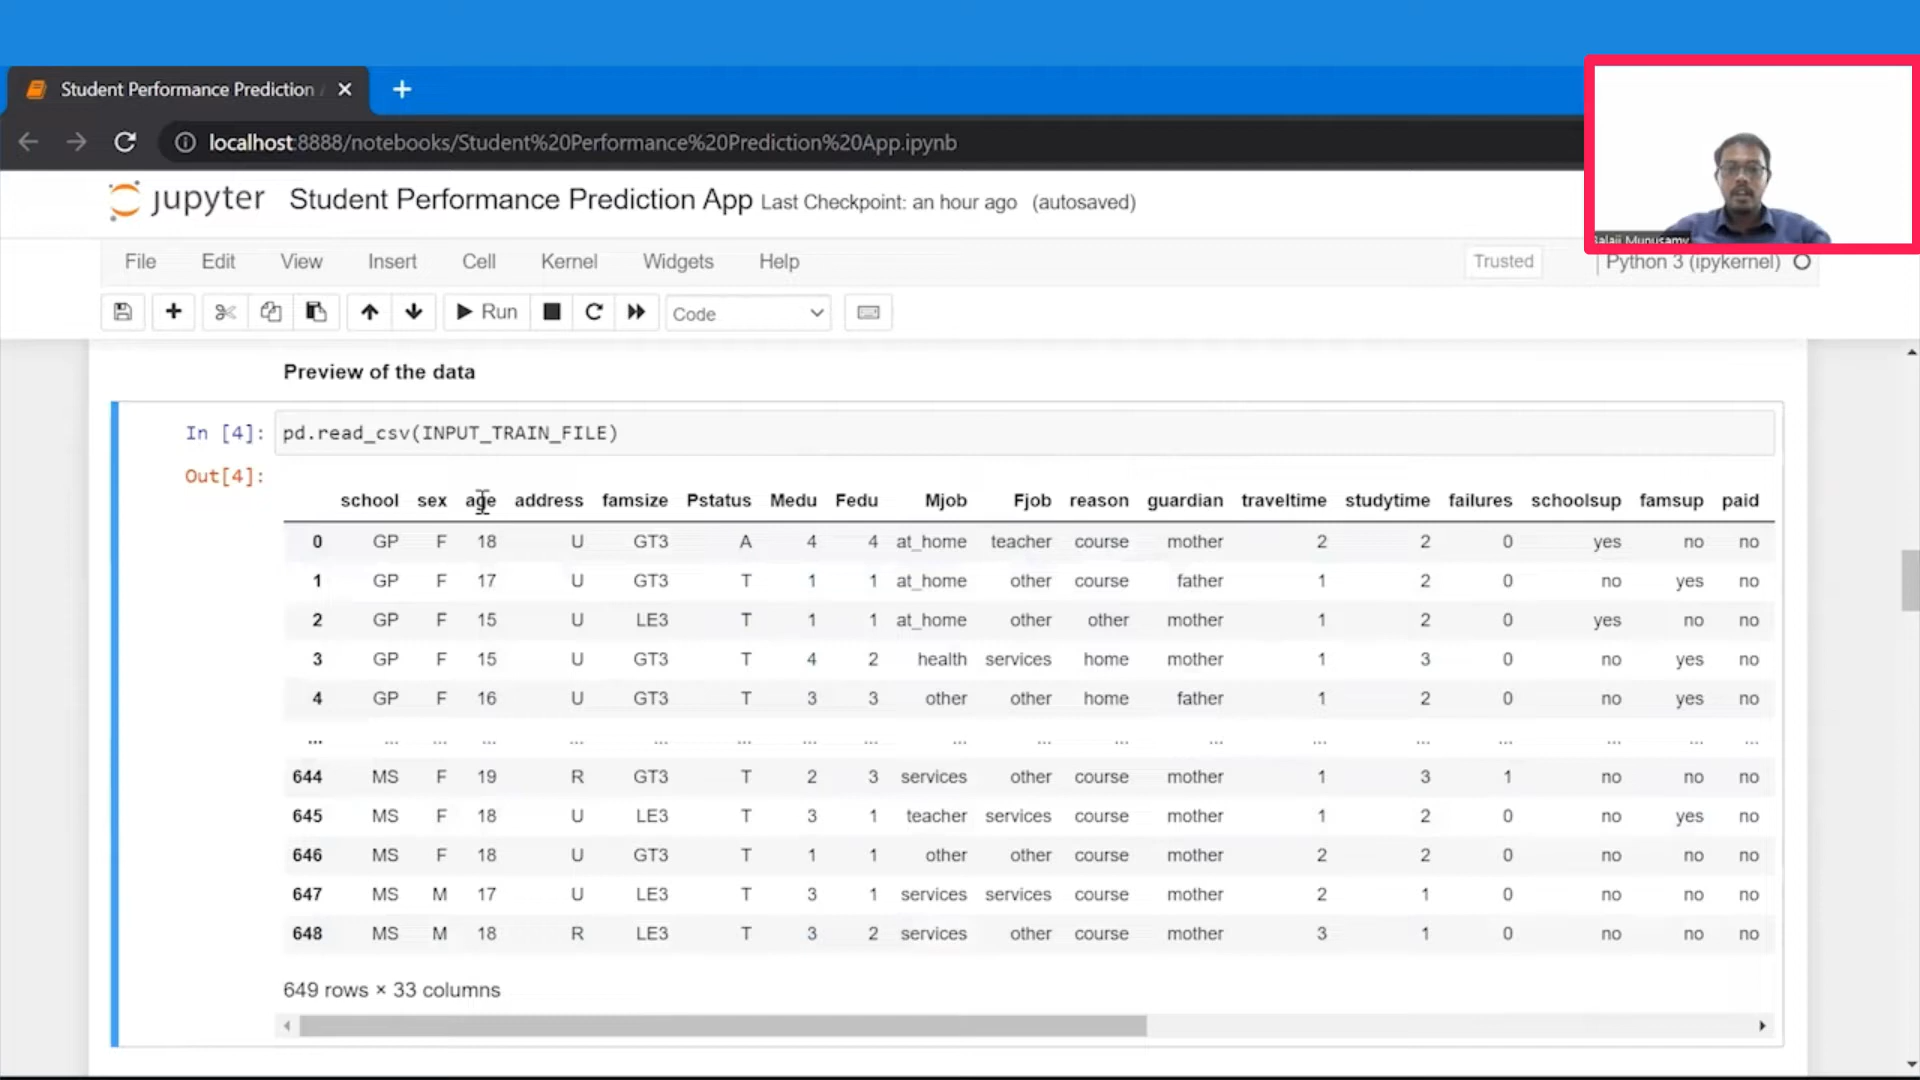 Student Performance Prediction
localhost:8888/notebooks/Student%20Performance%20Prediction%20App.ipynb
jupyter Student Performance Prediction App Last Checkpoint: an hour ago (autosaved)
Balaji Munusamy
File Edit View Insert Cell Kernel Widgets Help Trusted Python 3 (ipykernel)
Run Code
Preview of the data
In [4]: pd.read_csv(INPUT_TRAIN_FILE)
Out[4]:
school sex age address famsize Pstatus Medu Fedu Mjob Fjob reason guardian traveltime studytime failures schoolsup famsup paid
0 GP F 18 U GT3 A 4 4 at_home teacher course mother 2 2 0 yes no no
1 GP F 17 U GT3 T 1 1 at_home other course father 1 2 0 no yes no
2 GP F 15 U LE3 T 1 1 at_home other other mother 1 2 0 yes no no
3 GP F 15 U GT3 T 4 2 health services home mother 1 3 0 no yes no
4 GP F 16 U GT3 T 3 3 other other home father 1 2 0 no yes no
... ... ... ... ... ... ... ... ... ... ... ... ... ... ... ... ... ... ...
644 MS F 19 R GT3 T 2 3 services other course mother 1 3 1 no no no
645 MS F 18 U LE3 T 3 1 teacher services course mother 1 2 0 no yes no
646 MS F 18 U GT3 T 1 1 other other course mother 2 2 0 no no no
647 MS M 17 U LE3 T 3 1 services services course mother 2 1 0 no no no
648 MS M 18 R LE3 T 3 2 services other course mother 3 1 0 no no no
649 rows × 33 columns